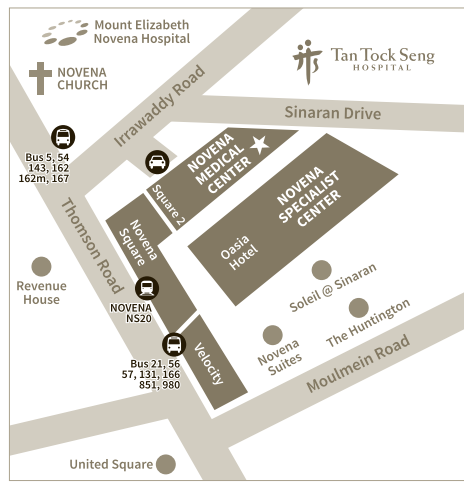 Mount Elizabeth
Novena Hospital
Tan Tock Seng
HOSPITAL
NOVENA
CHURCH
Irrawaddy Road
Sinaran Drive
Bus 5, 54
143, 162
162m, 167
NOVENA
MEDICAL
CENTER
Square 2
NOVENA
SPECIALIST
CENTER
Thomson Road
Novena
Square
Oasia
Hotel
Revenue
House
NOVENA
NS20
Soleil @ Sinaran
The Huntington
Novena
Suites
Bus 21, 56
57, 131, 166
851, 980
Velocity
Moulmein Road
United Square